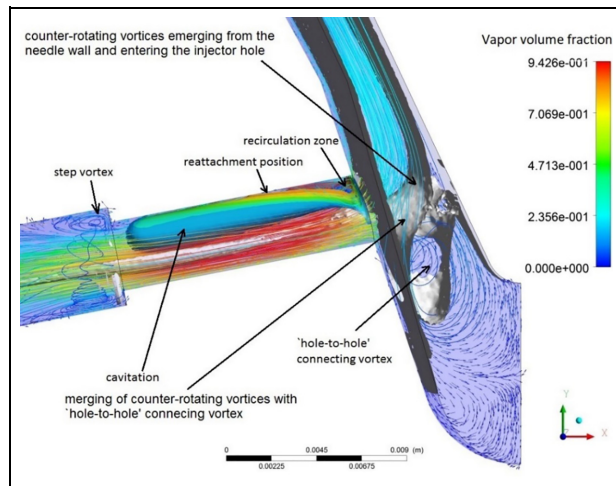 counter-rotating vortices emerging from the
needle wall and entering the injector hole
Vapor volume fraction
9.426e-001
7.069e-001
4.713e-001
2.356e-001
0.000e+000
recirculation zone
reattachment position
step vortex
`hole-to-hole'
connecting vortex
cavitation
merging of counter-rotating vortices with
`hole-to-hole' connecing vortex
Y
X
0
0.0045
0.009
(m)
0.00225
0.00675